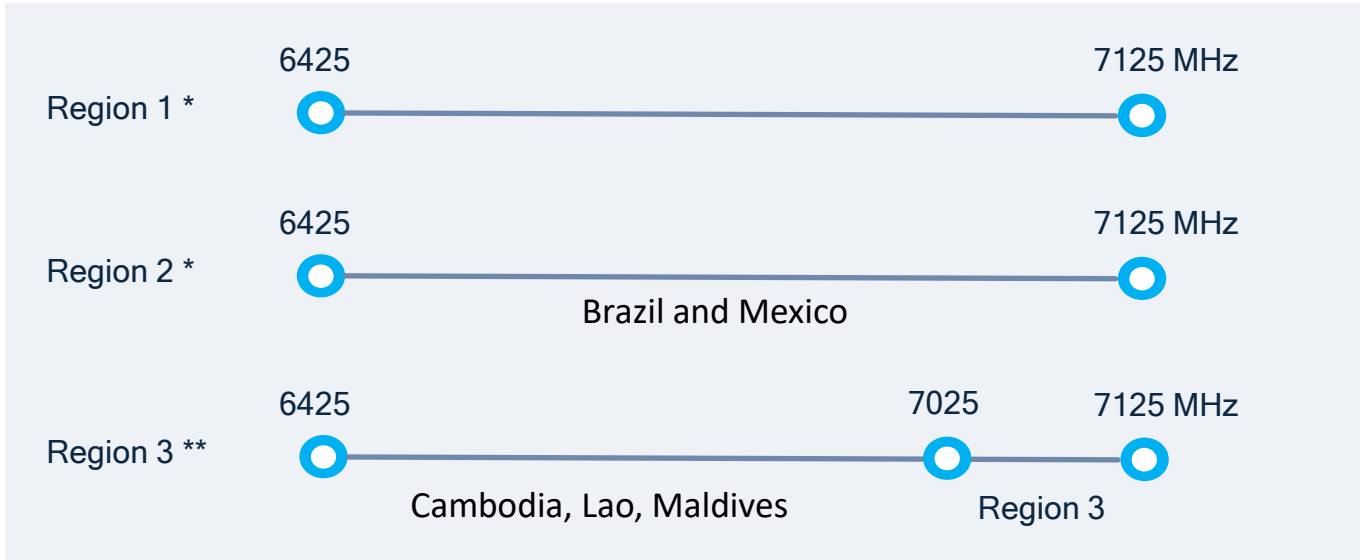 6425 7125 MHz
Region 1 *
6425 7125 MHz
Region 2 *
Brazil and Mexico
6425 7025 7125 MHz
Region 3 **
Cambodia, Lao, Maldives Region 3